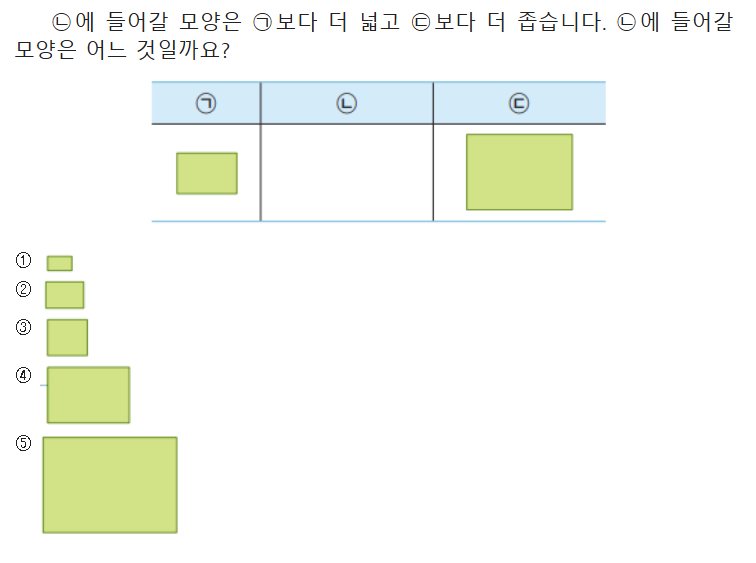 ㉡에 들어갈 모양은 ㉠보다 더 넓고 ㉢보다 더 좁습니다. ㉡에 들어갈
모양은 어느 것일까요?
㉠ ㉡ ㉢
①
②
③
④
⑤